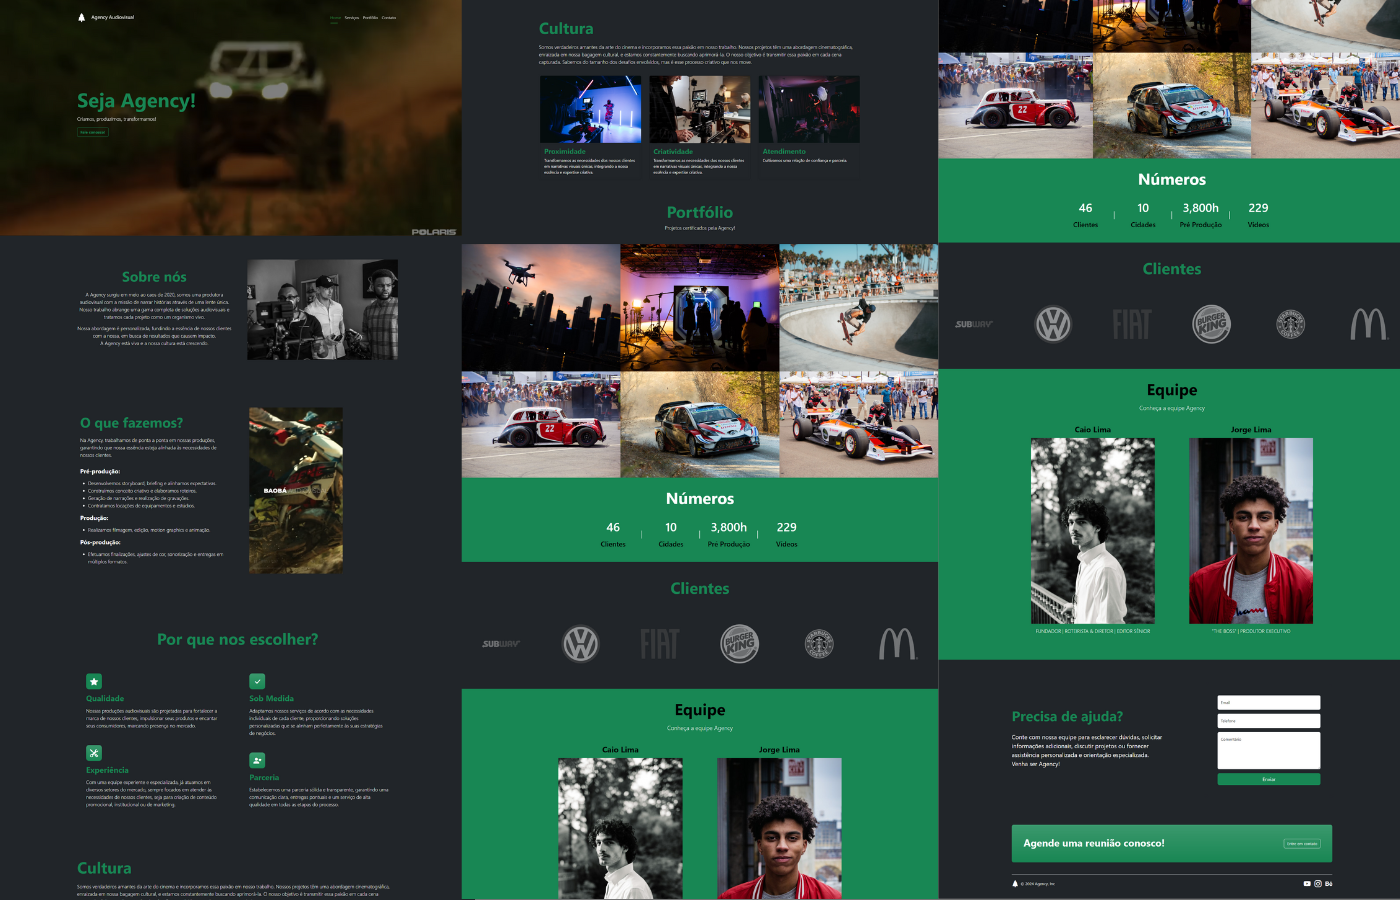 Agency Audiovisual
Home Serviços Portfólio Contato
Seja Agency!
Criamos, produzimos, transformamos!
Seja conosco!
POLARIS
Sobre nós
A Agency surgiu em meio ao caos de 2020, somos uma produtora
audiovisual com a missão de narrar histórias através de uma lente única.
Nosso trabalho abrange uma gama completa de soluções audiovisuais e
tratamos cada projeto como um organismo vivo.
Nossa abordagem é personalizada, fundindo a essência de nossos clientes
com a nossa, em busca de resultados que causem impacto.
A Agency está viva e a nossa cultura está crescendo.
O que fazemos?
Na Agency, trabalhamos de ponta a ponta em nossas produções,
garantindo que nossa essência esteja alinhada às necessidades de
nossos clientes.
Pré-produção:
Desenvolvemos storyboard, briefing e alinhamos expectativas.
Construímos conceito criativo e elaboramos roteiros.
Geração de narrações e realização de gravações.
Contratamos locações de equipamentos e estúdios.
Produção:
Realizamos filmagem, edição, motion graphics e animação.
Pós-produção:
Efetuamos finalizações, ajustes de cor, sonorização e entregas em
múltiplos formatos.
BAOBÁ
Por que nos escolher?
Qualidade
Nossas produções audiovisuais são projetadas para fortalecer a
marca de nossos clientes, impulsionar seus produtos e encantar
seus consumidores, marcando presença no mercado.
Sob Medida
Adaptamos nossos serviços de acordo com as necessidades
individuais de cada cliente, proporcionando soluções
personalizadas que se alinham perfeitamente às suas estratégias
de negócios.
Experiência
Com uma equipe experiente e especializada, já atuamos em
diversos setores do mercado, sempre focados em atender às
necessidades de nossos clientes, seja para criação de conteúdo
promocional, institucional ou de marketing.
Parceria
Estabelecemos uma parceria sólida e transparente, garantindo uma
comunicação clara, entregas pontuais e um serviço de alta
qualidade em todas as etapas do processo.
Cultura
Somos verdadeiros amantes da arte do cinema e incorporamos essa paixão em nosso trabalho. Nossos projetos têm uma abordagem cinematográfica,
enraizada em nossa bagagem cultural, e estamos constantemente buscando aprimorá-la. O nosso objetivo é transmitir essa paixão em cada cena
Cultura
Somos verdadeiros amantes da arte do cinema e incorporamos essa paixão em nosso trabalho. Nossos projetos têm uma abordagem cinematográfica,
enraizada em nossa bagagem cultural, e estamos constantemente buscando aprimorá-la. O nosso objetivo é transmitir essa paixão em cada cena
capturada. Sabemos do tamanho dos desafios envolvidos, mas é esse processo criativo que nos move.
Proximidade
Transformamos as necessidades dos nossos clientes
em narrativas visuais únicas, integrando a nossa
essência e expertise criativa.
Criatividade
Transformamos as necessidades dos nossos clientes
em narrativas visuais únicas, integrando a nossa
essência e expertise criativa.
Atendimento
Cultivamos uma relação de confiança e parceria.
Portfólio
Projetos certificados pela Agency!
22
Números
46
10
3,800h
229
Clientes
Cidades
Pré Produção
Vídeos
Clientes
SUBWAY
FIAT
BURGER KING
STARBUCKS COFFEE
Equipe
Conheça a equipe Agency
Caio Lima
Jorge Lima
22
Números
46
10
3,800h
229
Clientes
Cidades
Pré Produção
Vídeos
Clientes
SUBWAY
FIAT
BURGER KING
STARBUCKS COFFEE
Equipe
Conheça a equipe Agency
Caio Lima
Jorge Lima
FUNDADOR | ROTEIRISTA & DIRETOR | EDITOR SÊNIOR
"THE BOSS" | PRODUTOR EXECUTIVO
Precisa de ajuda?
Conte com nossa equipe para esclarecer dúvidas, solicitar
informações adicionais, discutir projetos ou fornecer
assistência personalizada e orientação especializada.
Venha ser Agency!
Email
Telefone
Comentário
Enviar
Agende uma reunião conosco!
Entre em contato
© 2024 Agency, Inc